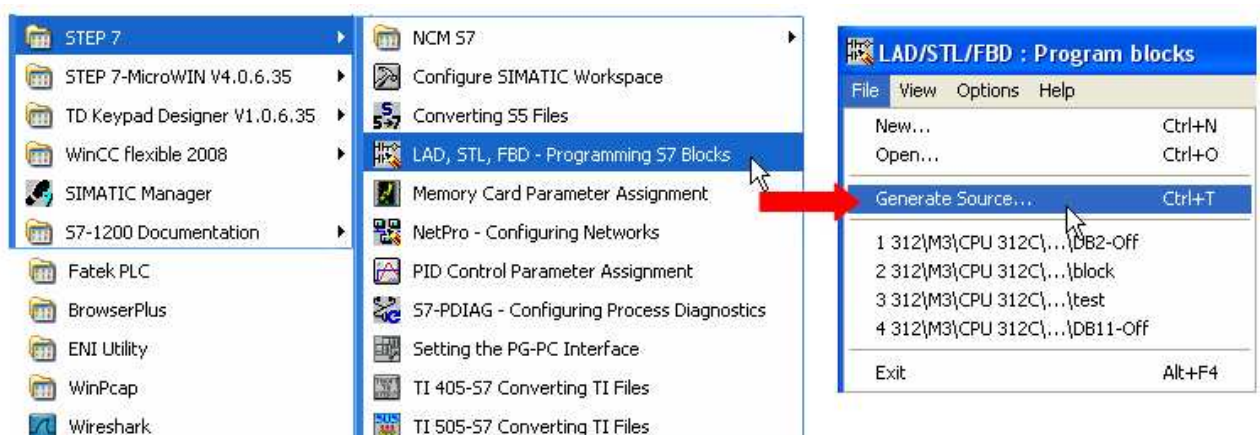 STEP 7
STEP 7-MicroWIN V4.0.6.35
TD Keypad Designer V1.0.6.35
WinCC flexible 2008
SIMATIC Manager
S7-1200 Documentation
Fatek PLC
BrowserPlus
ENI Utility
WinPcap
Wireshark
NCM S7
Configure SIMATIC Workspace
Converting S5 Files
LAD, STL, FBD - Programming S7 Blocks
Memory Card Parameter Assignment
NetPro - Configuring Networks
PID Control Parameter Assignment
S7-PDIAG - Configuring Process Diagnostics
Setting the PG-PC Interface
TI 405-S7 Converting TI Files
TI 505-S7 Converting TI Files
LAD/STL/FBD : Program blocks
File View Options Help
New... Ctrl+N
Open... Ctrl+O
Generate Source... Ctrl+T
1 312\M3\CPU 312C\...\DB2-Off
2 312\M3\CPU 312C\...\block
3 312\M3\CPU 312C\...\test
4 312\M3\CPU 312C\...\DB11-Off
Exit Alt+F4